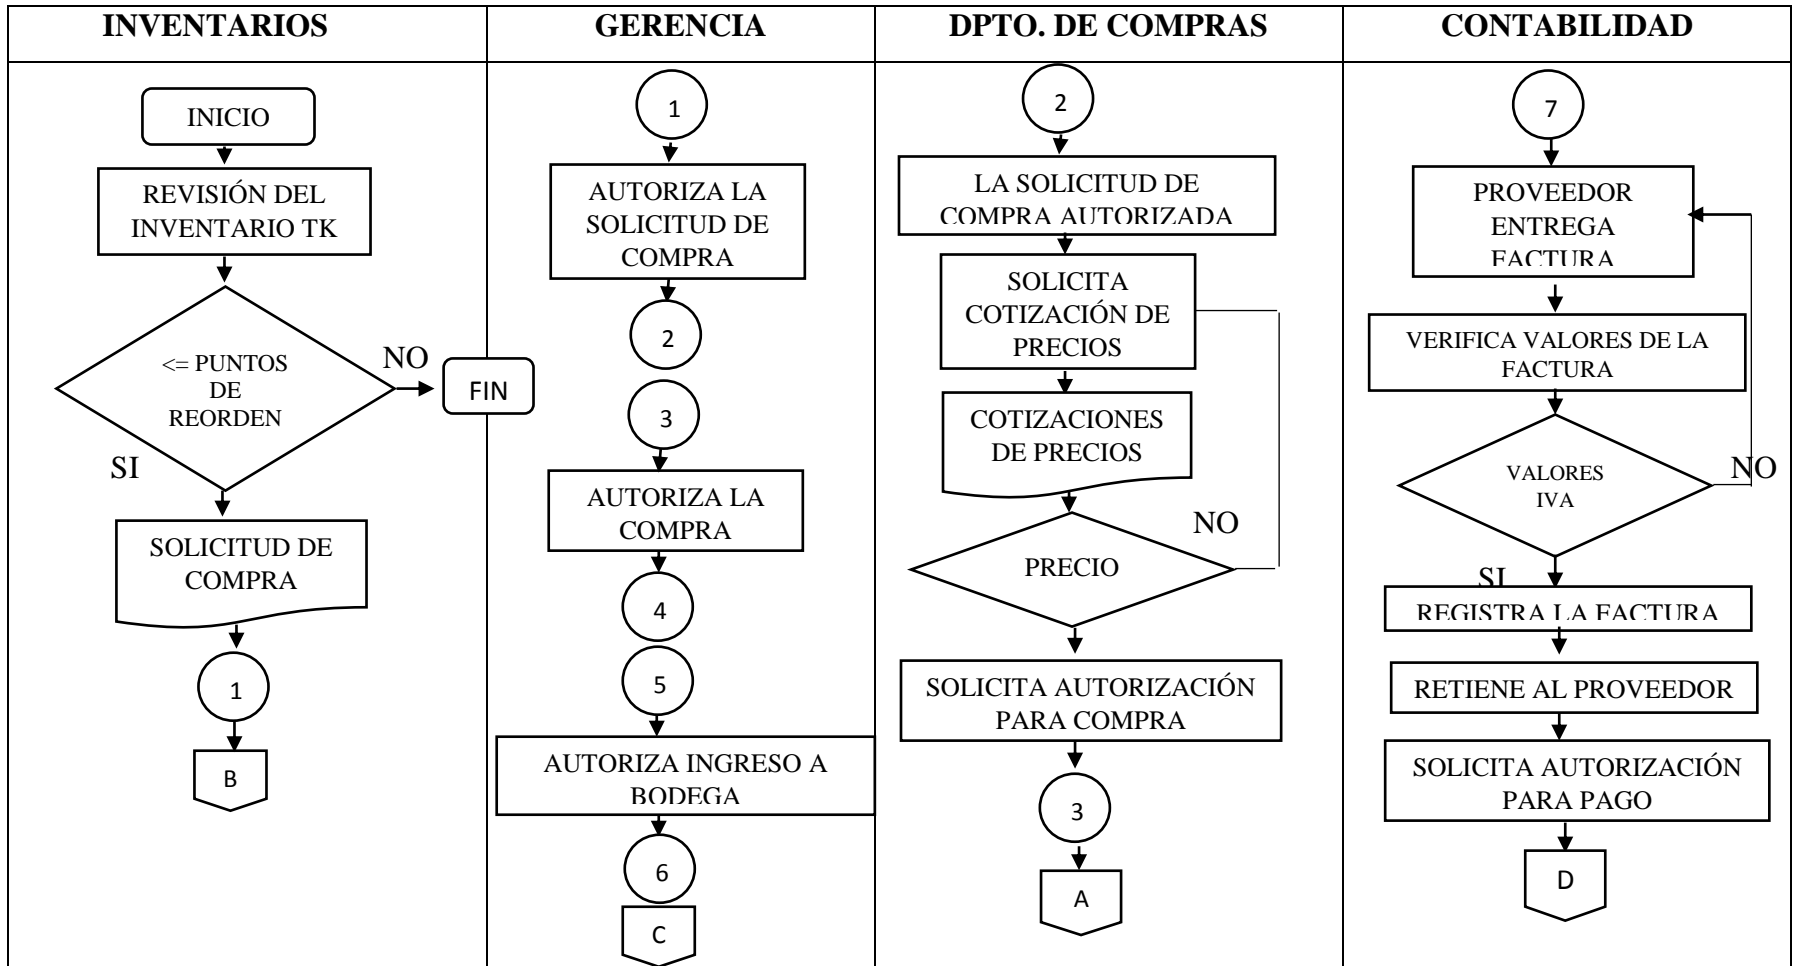 INVENTARIOS
GERENCIA
DPTO. DE COMPRAS
CONTABILIDAD
INICIO
REVISIÓN DEL
INVENTARIO TK
<= PUNTOS
DE
REORDEN
NO
FIN
SI
SOLICITUD DE
COMPRA
1
B
1
AUTORIZA LA
SOLICITUD DE
COMPRA
2
3
AUTORIZA LA
COMPRA
4
5
AUTORIZA INGRESO A
BODEGA
6
C
2
LA SOLICITUD DE
COMPRA AUTORIZADA
SOLICITA
COTIZACIÓN DE
PRECIOS
COTIZACIONES
DE PRECIOS
NO
PRECIO
SOLICITA AUTORIZACIÓN
PARA COMPRA
3
A
7
PROVEEDOR
ENTREGA
FACTURA
VERIFICA VALORES DE LA
FACTURA
VALORES
IVA
NO
SI
REGISTRA LA FACTURA
RETIENE AL PROVEEDOR
SOLICITA AUTORIZACIÓN
PARA PAGO
D